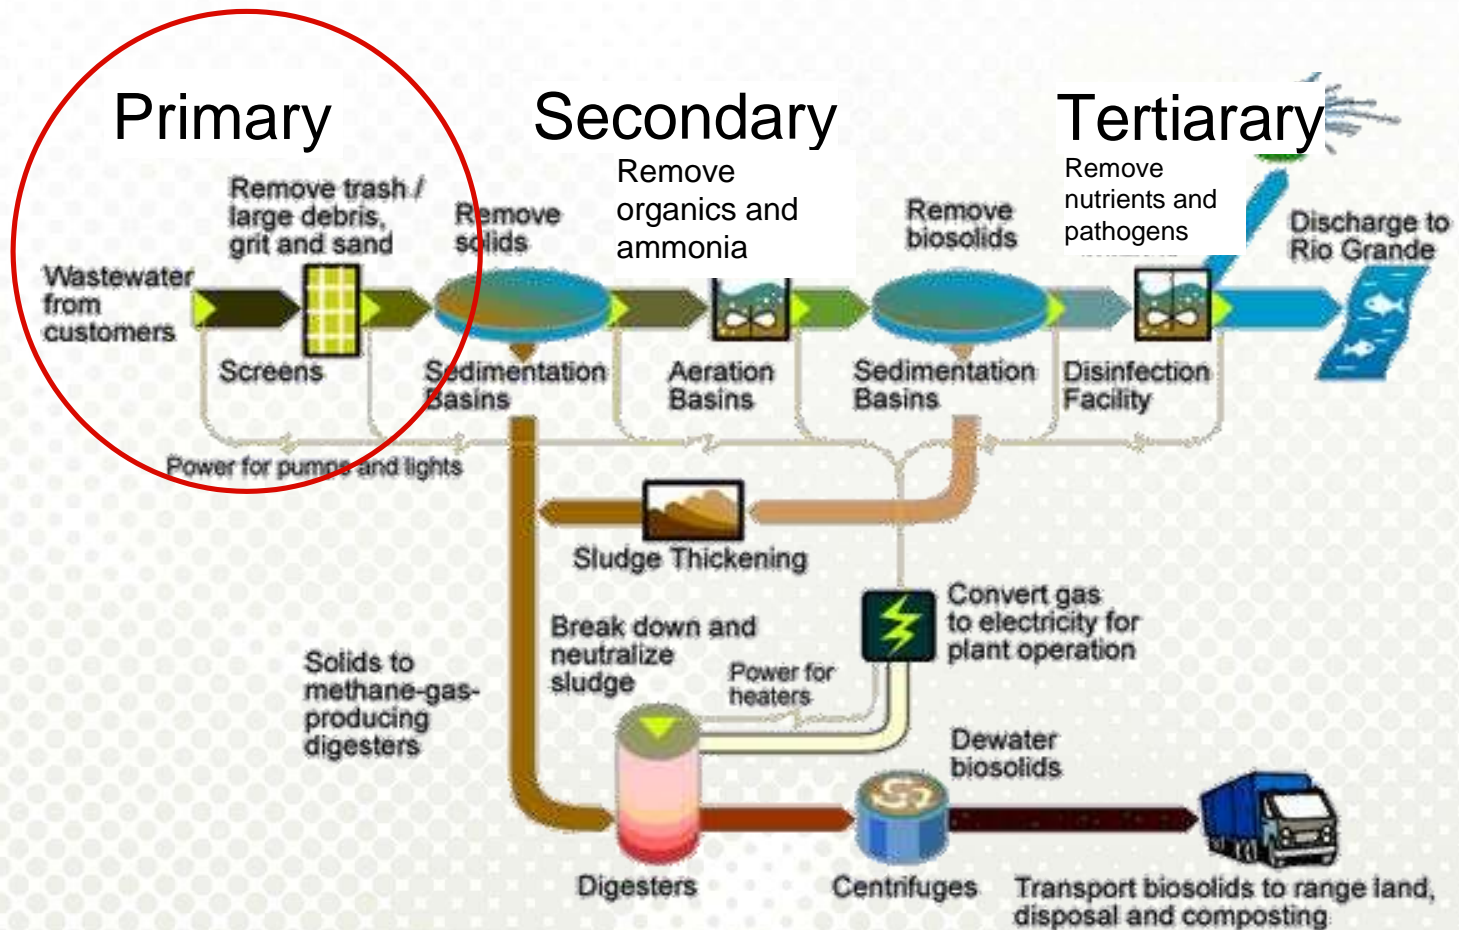 Primary
Secondary
Tertiarary
Remove trash /
large debris,
grit and sand
Remove
solids
Remove
organics and
ammonia
Remove
biosolids
Remove
nutrients and
pathogens
Discharge to
Rio Grande
Wastewater
from
customers
Screens
Sedimentation
Basins
Aeration
Basins
Sedimentation
Basins
Disinfection
Facility
Power for pumps and lights
Sludge Thickening
Convert gas
to electricity for
plant operation
Break down and
neutralize
sludge
Solids to
methane-gas-
producing
digesters
Power for
heaters
Dewater
biosolids
Digesters
Centrifuges
Transport biosolids to range land,
disposal and composting